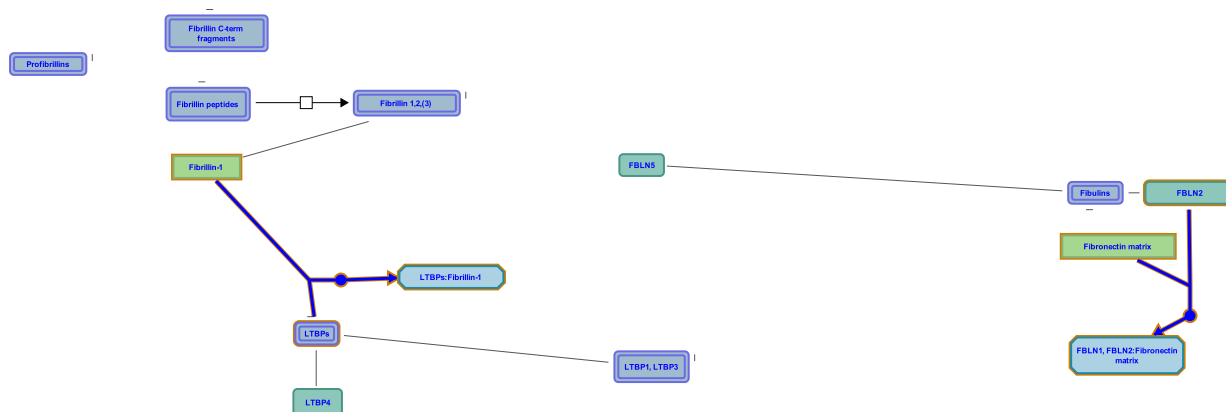 Fibrillin C-term
fragments
Profibrillins
Fibrillin peptides
Fibrillin 1,2,(3)
Fibrillin-1
FBLN5
Fibulins
FBLN2
Fibronectin matrix
LTBPs:Fibrillin-1
LTBPs
FBLN1, FBLN2:Fibronectin
matrix
LTBP1, LTBP3
LTBP4